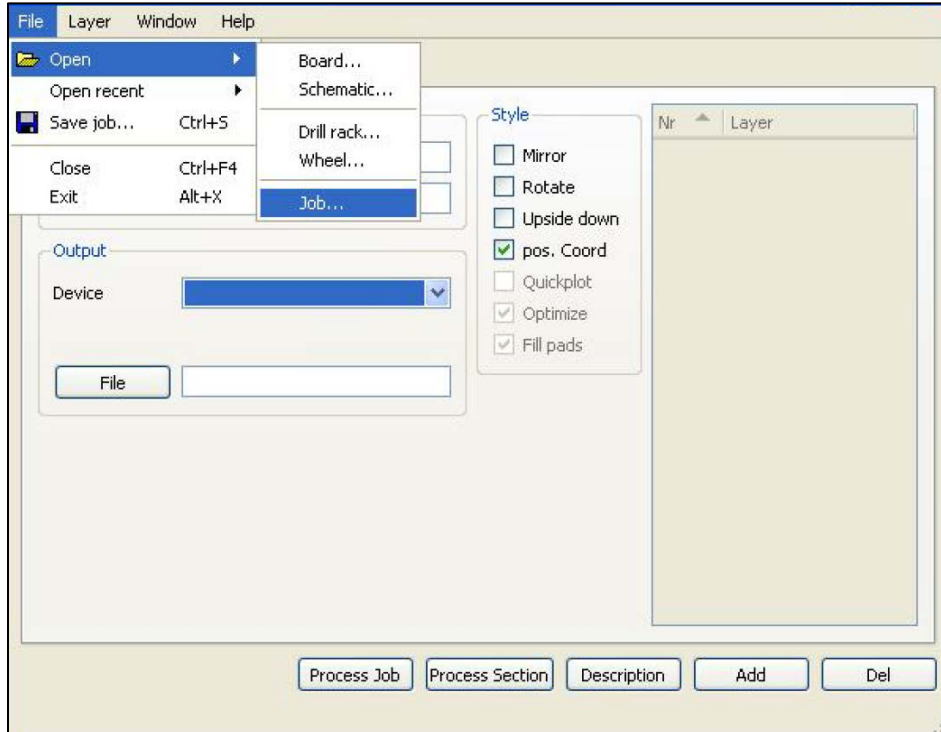 File Layer Window Help
Open
Open recent
Save job... Ctrl+S
Close Ctrl+F4
Exit Alt+X
Board...
Schematic...
Drill rack...
Wheel...
Job...
Output
Device
File
Style
Mirror
Rotate
Upside down
pos. Coord
Quickplot
Optimize
Fill pads
Nr Layer
Process Job Process Section Description Add Del